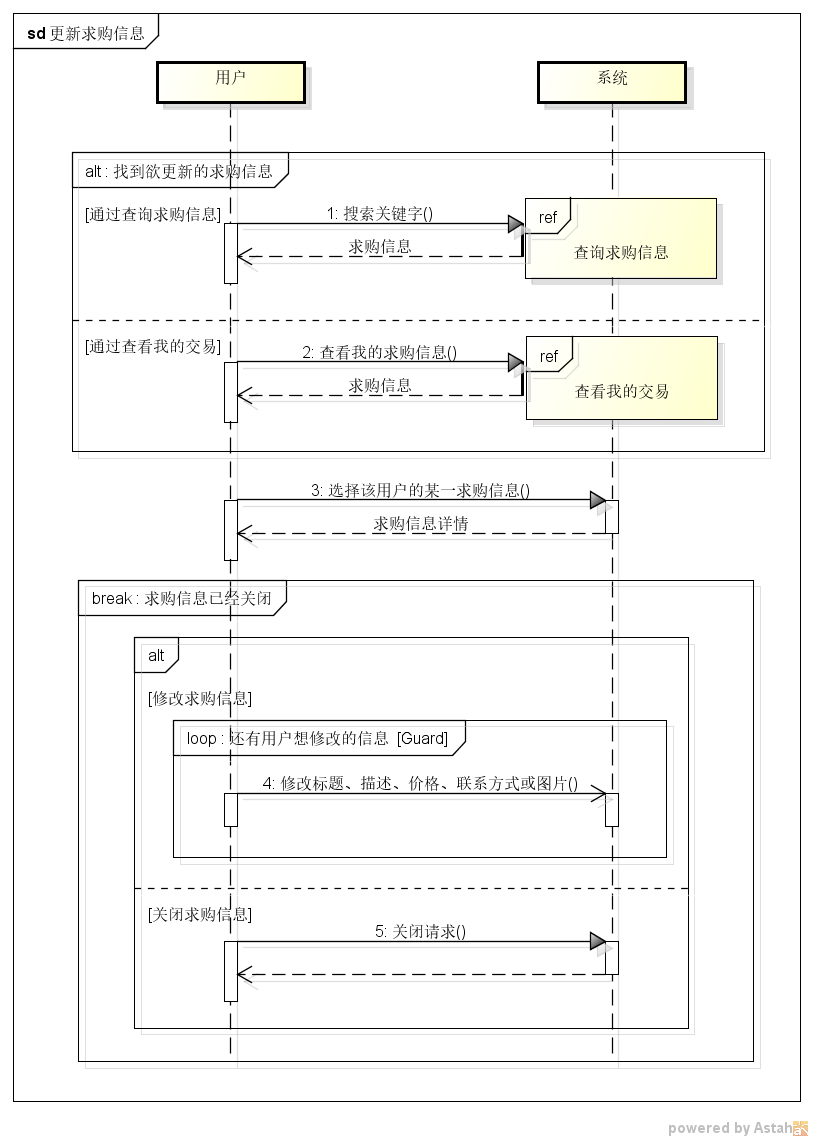 sd 更新求购信息
用户
系统
alt : 找到欲更新的求购信息
[通过查询求购信息]
1: 搜索关键字()
ref
求购信息
查询求购信息
[通过查看我的交易]
2: 查看我的求购信息()
ref
求购信息
查看我的交易
3: 选择该用户的某一求购信息()
求购信息详情
break : 求购信息已经关闭
alt
[修改求购信息]
loop : 还有用户想修改的信息 [Guard]
4: 修改标题、描述、价格、联系方式或图片()
[关闭求购信息]
5: 关闭请求()
powered by Astah